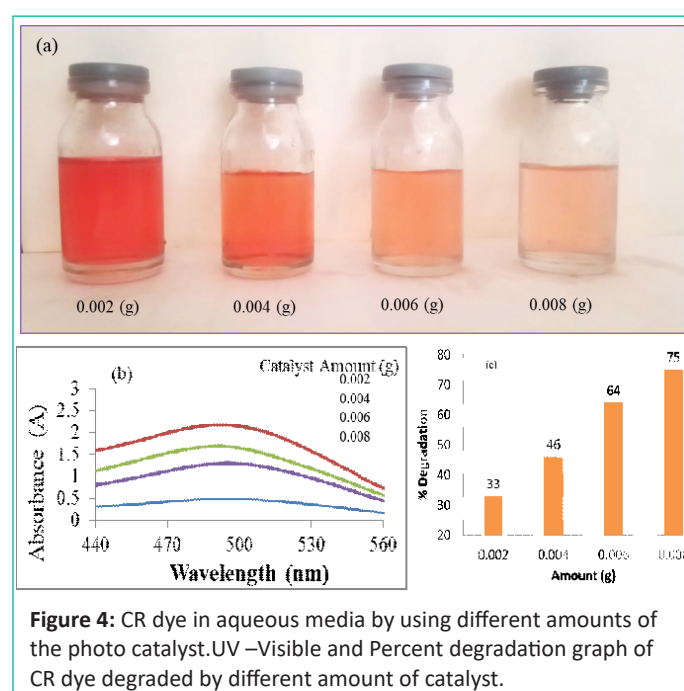 (a)
0.002 (g) 0.004 (g) 0.006 (g) 0.008 (g)
(b)
Catalyst Amount (g)
0.002
0.004
0.006
0.008
3
2.5
2
1.5
1
0.5
0
Absorbance (A)
440 470 500 530 560
Wavelength (nm)
(c)
80
70
60
50
40
30
20
% Degradation
33 46 64 75
0.002 0.004 0.006 0.008
Amount (g)
Figure 4: CR dye in aqueous media by using different amounts of
the photo catalyst.UV –Visible and Percent degradation graph of
CR dye degraded by different amount of catalyst.